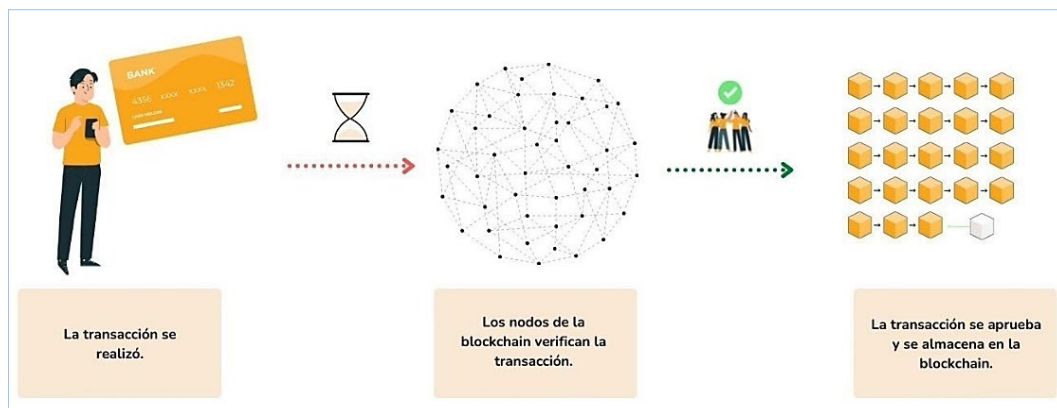 BANK
4356 XXXX XXXX 1342
La transacción se
realizó.
Los nodos de la
blockchain verifican la
transacción.
La transacción se aprueba
y se almacena en la
blockchain.